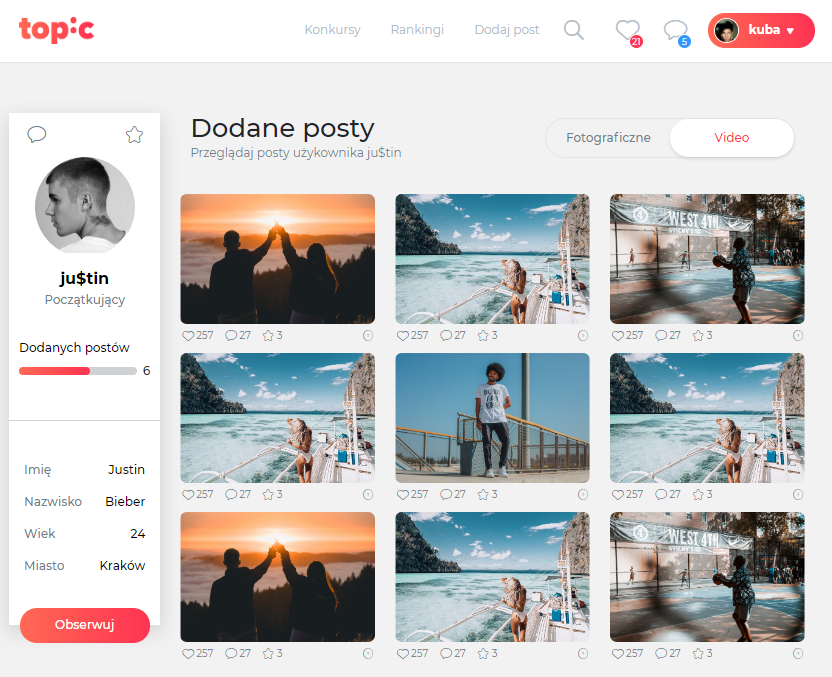 topic
Konkursy
Rankingi
Dodaj post
21
5
kuba
Dodane posty
Przeglądaj posty użykownika ju$tin
Fotograficzne
Video
ju$tin
Początkujący
Dodanych postów
6
Imię Justin
Nazwisko Bieber
Wiek 24
Miasto Kraków
Obserwuj
WEST 4TH
257 27 3
257 27 3
257 27 3
257 27 3
257 27 3
257 27 3
WEST 4TH
257 27 3
257 27 3
257 27 3